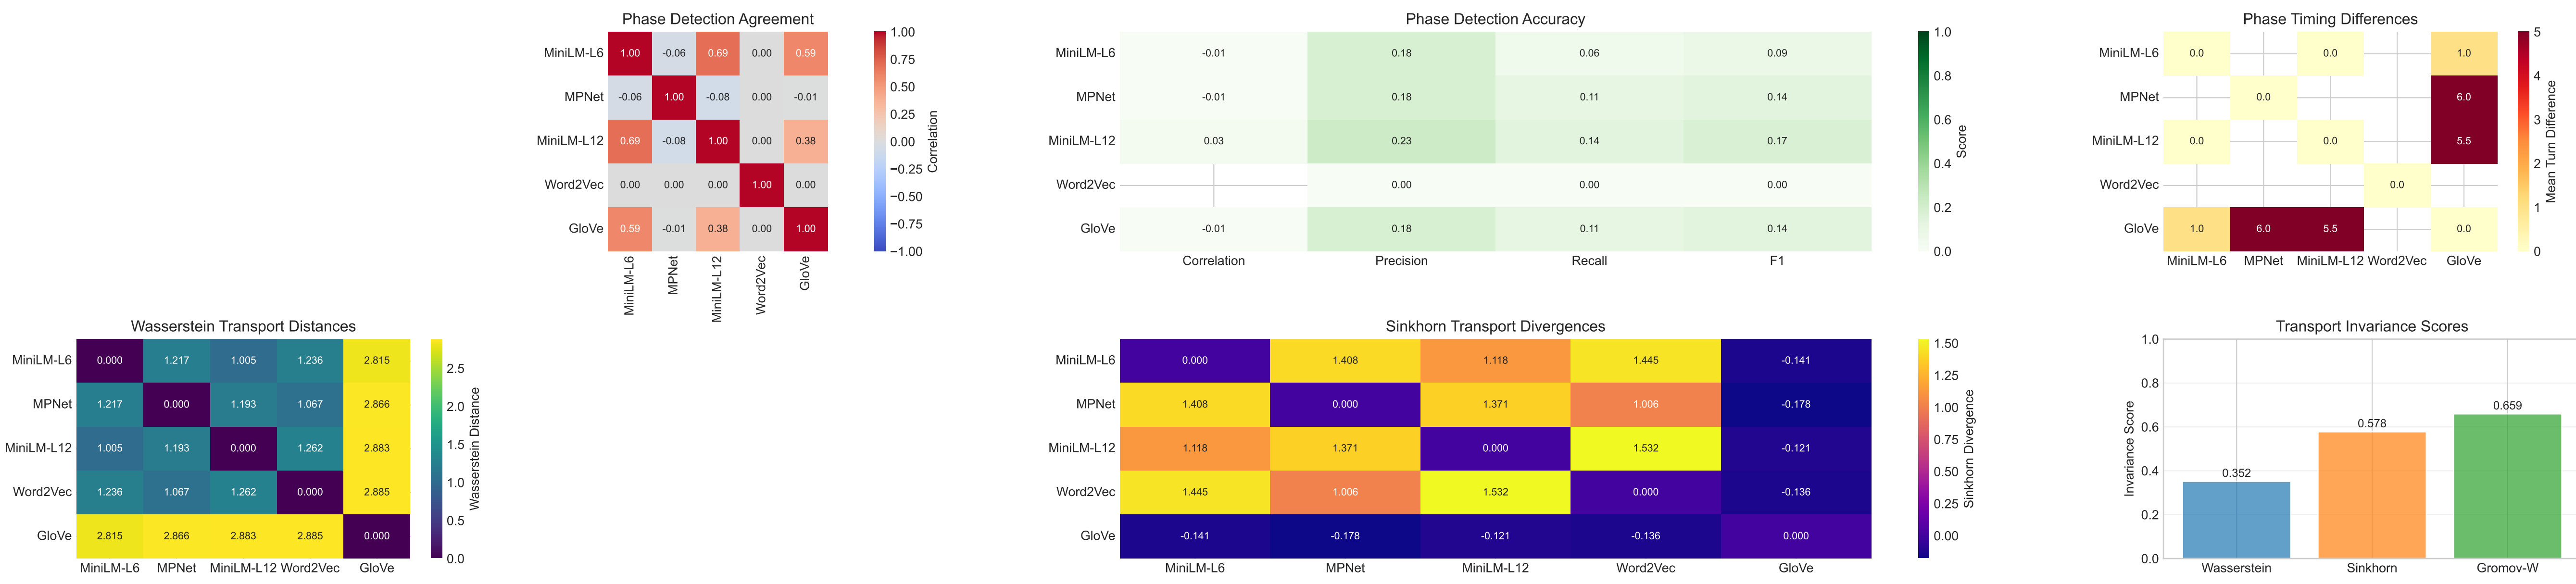 Phase Detection Agreement
MiniLM-L6 1.00 -0.06 0.69 0.00 0.59
MPNet -0.06 1.00 -0.08 0.00 -0.01
MiniLM-L12 0.69 -0.08 1.00 0.00 0.38
Word2Vec 0.00 0.00 0.00 1.00 0.00
GloVe 0.59 -0.01 0.38 0.00 1.00
MiniLM-L6 MPNet MiniLM-L12 Word2Vec GloVe
1.00
0.75
0.50
0.25
0.00
−0.25
−0.50
−0.75
−1.00
Correlation
Phase Detection Accuracy
MiniLM-L6 -0.01 0.18 0.06 0.09
MPNet -0.01 0.18 0.11 0.14
MiniLM-L12 0.03 0.23 0.14 0.17
Word2Vec 0.00 0.00 0.00
GloVe -0.01 0.18 0.11 0.14
Correlation Precision Recall F1
1.0
0.8
0.6
0.4
0.2
0.0
Score
Phase Timing Differences
MiniLM-L6 0.0 0.0 1.0
MPNet 0.0 6.0
MiniLM-L12 0.0 0.0 5.5
Word2Vec 0.0
GloVe 1.0 6.0 5.5 0.0
MiniLM-L6 MPNet MiniLM-L12 Word2Vec GloVe
5
4
3
2
1
0
Mean Turn Difference
Wasserstein Transport Distances
MiniLM-L6 0.000 1.217 1.005 1.236 2.815
MPNet 1.217 0.000 1.193 1.067 2.866
MiniLM-L12 1.005 1.193 0.000 1.262 2.883
Word2Vec 1.236 1.067 1.262 0.000 2.885
GloVe 2.815 2.866 2.883 2.885 0.000
MiniLM-L6 MPNet MiniLM-L12 Word2Vec GloVe
2.5
2.0
1.5
1.0
0.5
0.0
Wasserstein Distance
Sinkhorn Transport Divergences
MiniLM-L6 0.000 1.408 1.118 1.445 -0.141
MPNet 1.408 0.000 1.371 1.006 -0.178
MiniLM-L12 1.118 1.371 0.000 1.532 -0.121
Word2Vec 1.445 1.006 1.532 0.000 -0.136
GloVe -0.141 -0.178 -0.121 -0.136 0.000
MiniLM-L6 MPNet MiniLM-L12 Word2Vec GloVe
1.50
1.25
1.00
0.75
0.50
0.25
0.00
Sinkhorn Divergence
Transport Invariance Scores
1.0
0.8
0.6
0.4
0.2
0.0
Invariance Score
0.352 0.578 0.659
Wasserstein Sinkhorn Gromov-W